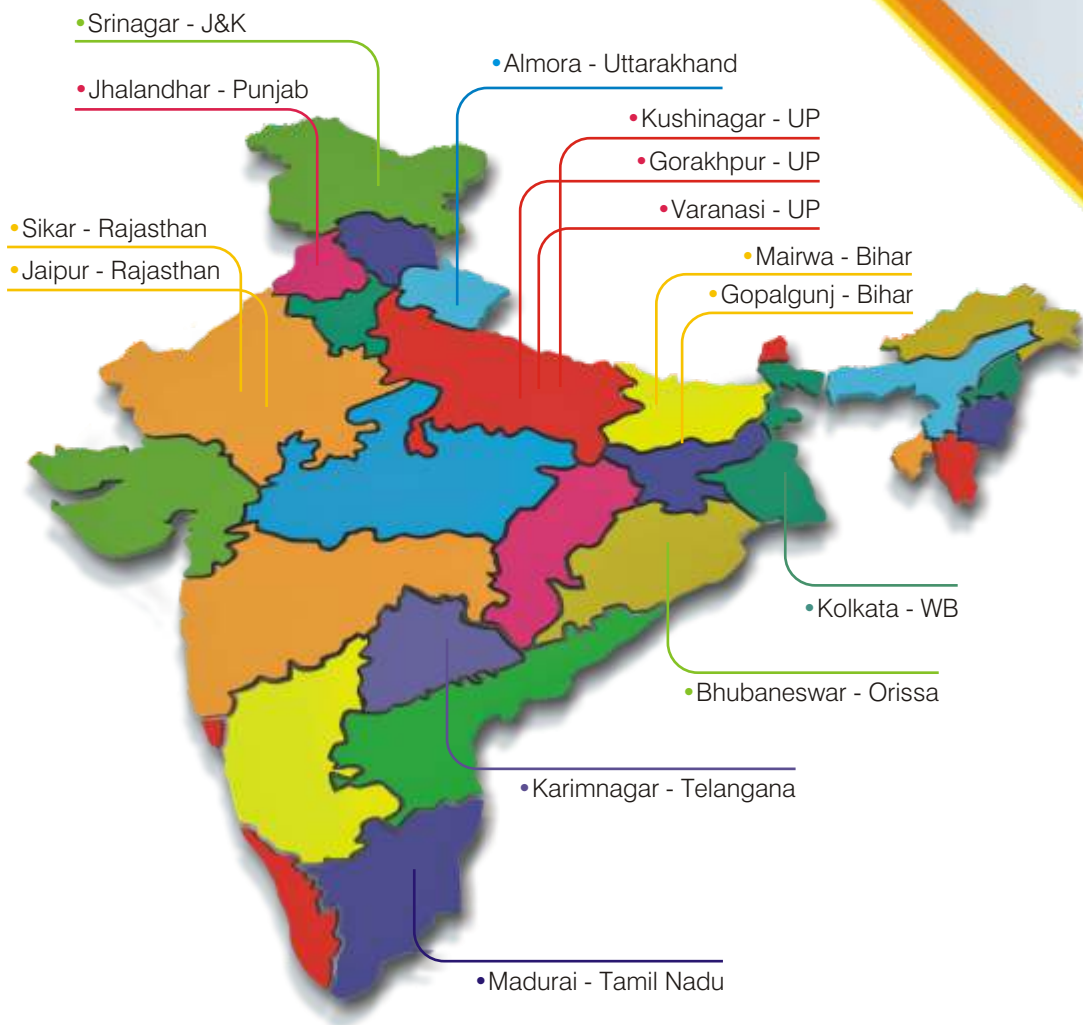 •Srinagar - J&K
•Almora - Uttarakhand
•Jhalandhar - Punjab
•Kushinagar - UP
•Gorakhpur - UP
•Varanasi - UP
•Sikar - Rajasthan
•Jaipur - Rajasthan
•Mairwa - Bihar
•Gopalgunj - Bihar
•Kolkata - WB
•Bhubaneswar - Orissa
•Karimnagar - Telangana
•Madurai - Tamil Nadu